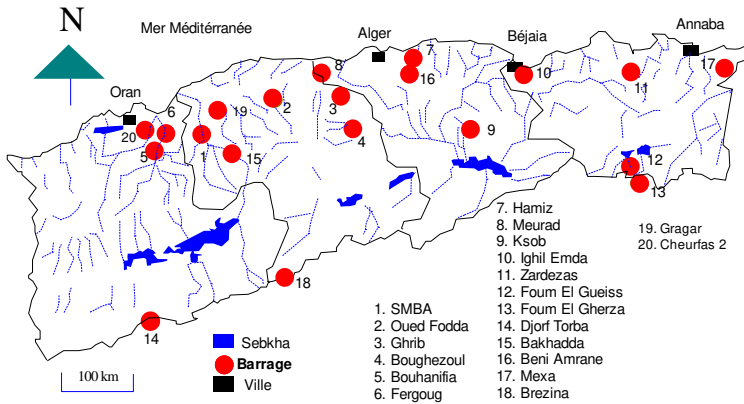 N
Mer Méditérranée
Alger
Béjaia
Annaba
Oran
7
8
16
10
11
17
2
3
19
6
20
4
9
1
5
15
12
13
18
14
Sebkha
Barrage
Ville
100 km
1. SMBA
2. Oued Fodda
3. Ghrib
4. Boughezoul
5. Bouhanifia
6. Fergoug
7. Hamiz
8. Meurad
9. Ksob
10. Ighil Emda
11. Zardezas
12. Foum El Gueiss
13. Foum El Gherza
14. Djorf Torba
15. Bakhadda
16. Beni Amrane
17. Mexa
18. Brezina
19. Gragar
20. Cheurfas 2